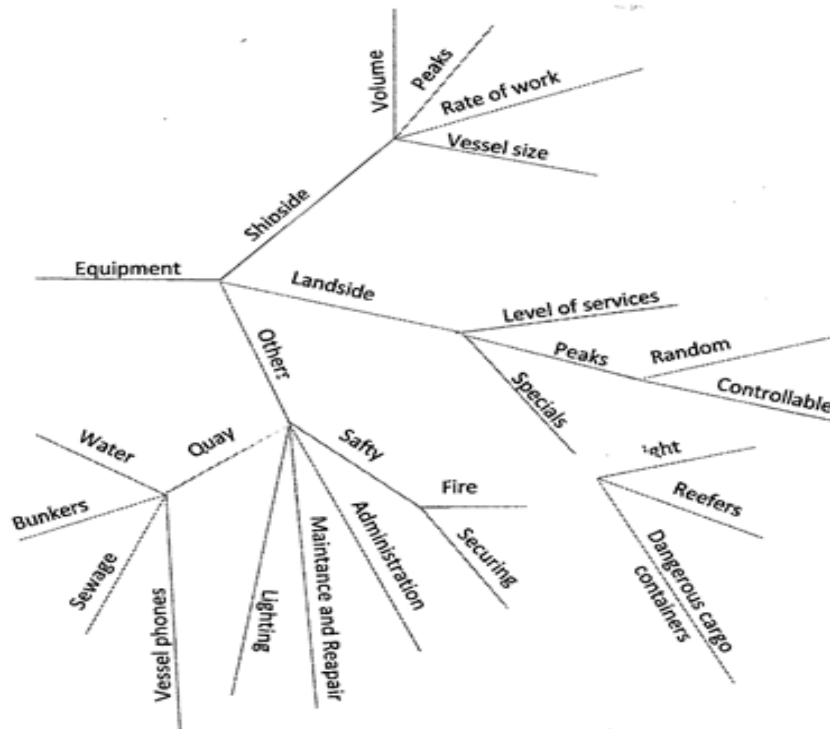 Volume
Peaks
Rate of work
Vessel size
Shipside
Equipment
Landside
Level of services
Peaks
Random
Controllable
Specials
Others
Water
Quay
Safty
Bunkers
Sewage
Vessel phones
Lighting
Maintance and Reapair
Administration
Fire
Securing
Reefers
Dangerous cargo
containers